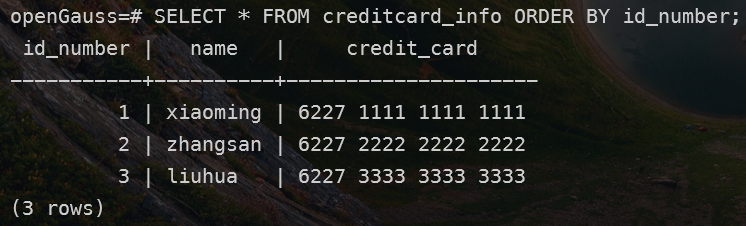 openGauss=# SELECT * FROM creditcard_info ORDER BY id_number;
 id_number |   name   |     credit_card
-----------+----------+---------------------
         1 | xiaoming | 6227 1111 1111 1111
         2 | zhangsan | 6227 2222 2222 2222
         3 | liuhua   | 6227 3333 3333 3333
(3 rows)